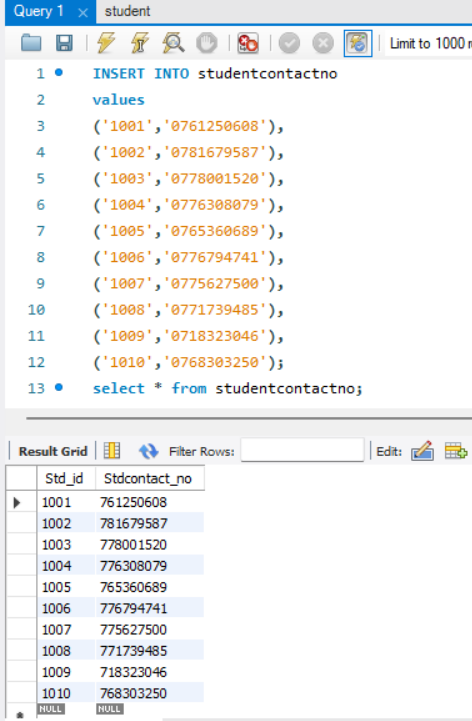 Query 1 × student
Limit to 1000 r
1 INSERT INTO studentcontactno
2 values
3 ('1001','0761250608'),
4 ('1002','0781679587'),
5 ('1003','0778001520'),
6 ('1004','0776308079'),
7 ('1005','0765360689'),
8 ('1006','0776794741'),
9 ('1007','0775627500'),
10 ('1008','0771739485'),
11 ('1009','0718323046'),
12 ('1010','0768303250');
13 select * from studentcontactno;
Result Grid Filter Rows: Edit:
Std_id Stdcontact_no
1001 761250608
1002 781679587
1003 778001520
1004 776308079
1005 765360689
1006 776794741
1007 775627500
1008 771739485
1009 718323046
1010 768303250
NULL NULL